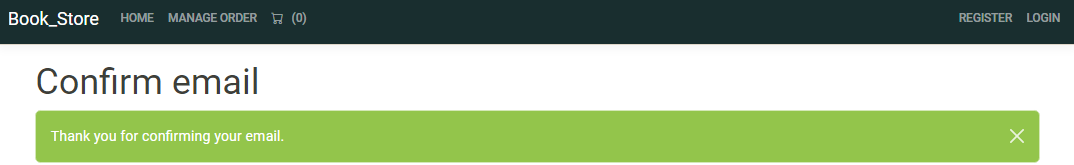 Book_Store HOME MANAGE ORDER (0) REGISTER LOGIN
Confirm email
Thank you for confirming your email.